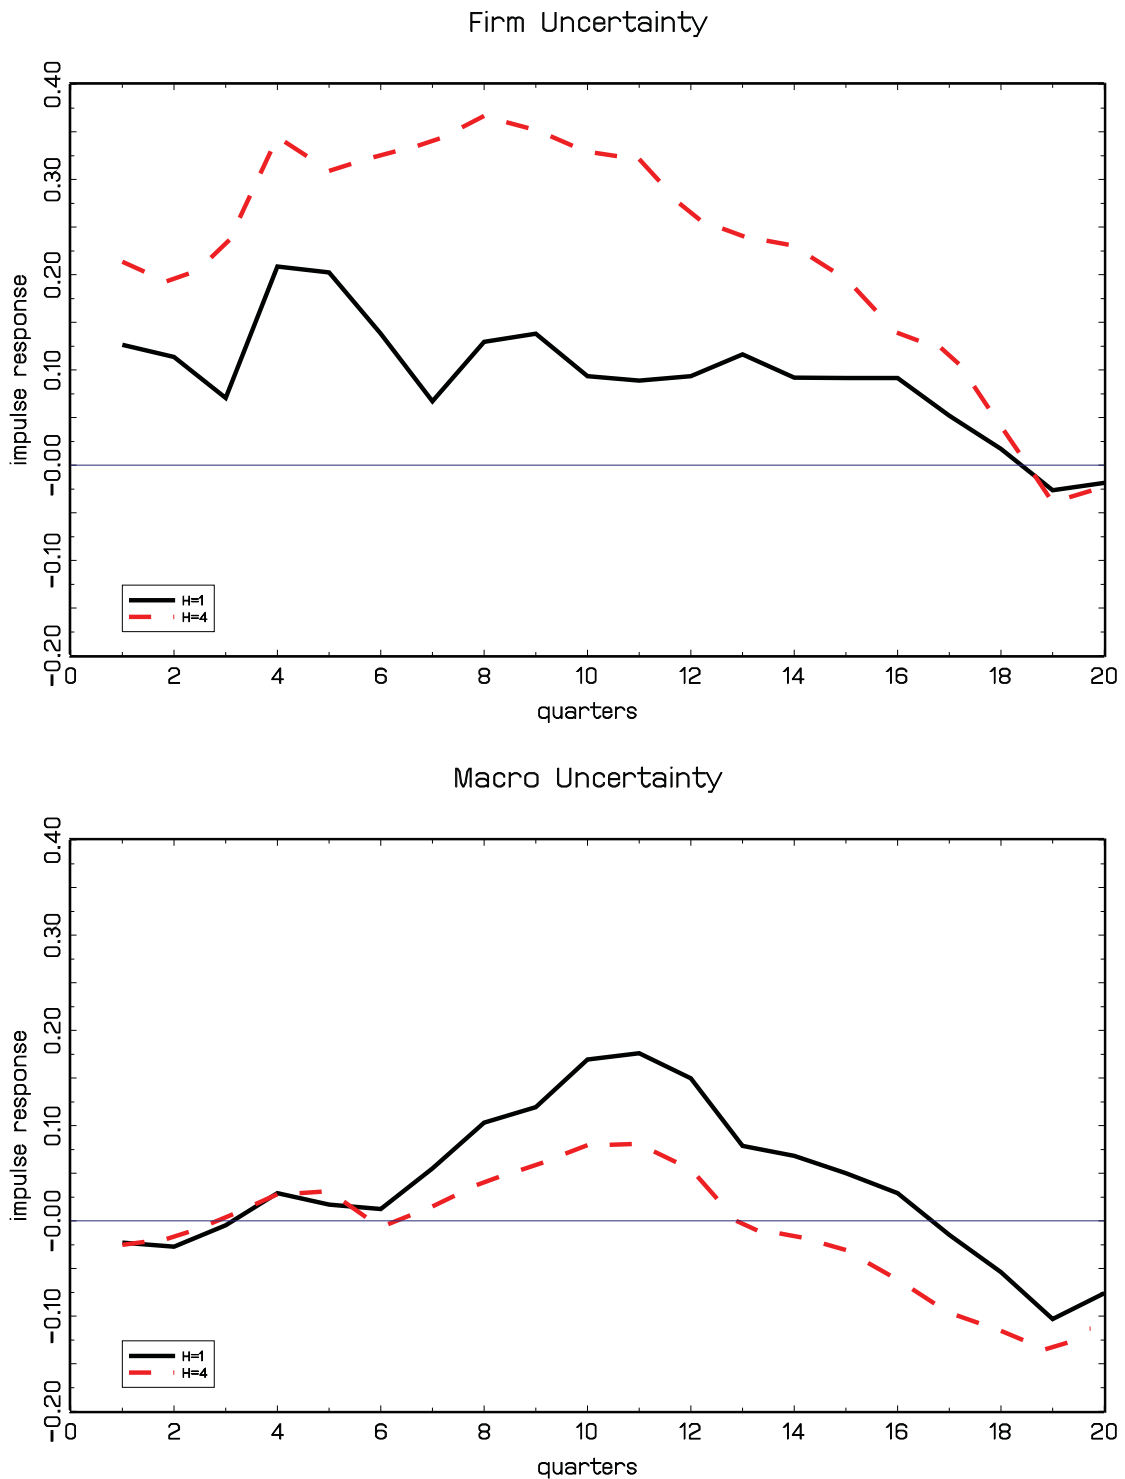 Firm Uncertainty
impulse response
0.40
0.30
0.20
0.10
-0.00
-0.10
-0.20
H=1
H=4
0 2 4 6 8 10 12 14 16 18 20
quarters
Macro Uncertainty
impulse response
0.40
0.30
0.20
0.10
-0.00
-0.10
-0.20
H=1
H=4
0 2 4 6 8 10 12 14 16 18 20
quarters